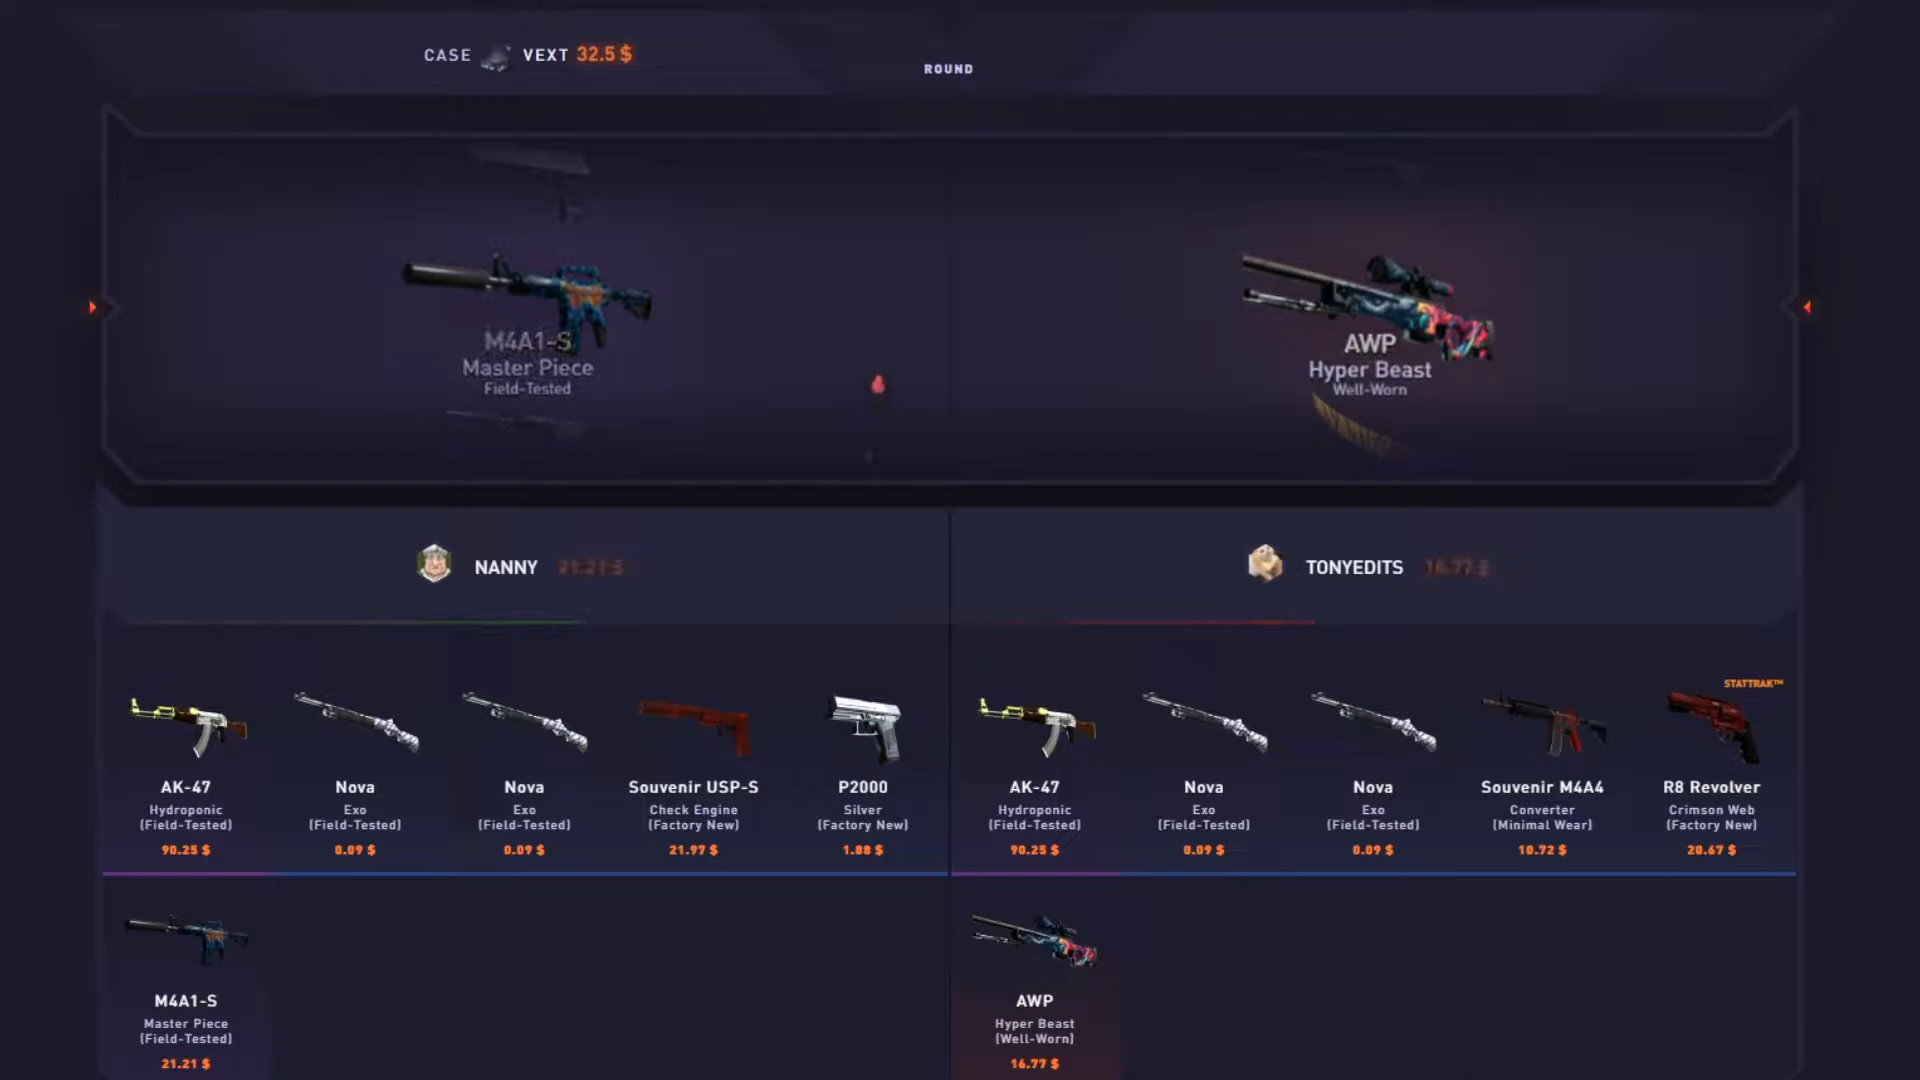 CASE VEXT 32.5 $
ROUND
M4A1-S
Master Piece
Field-Tested
AWP
Hyper Beast
Well-Worn
NANNY 21.21 $
TONYEDITS 16.77 $
STATTRAK™
AK-47 Nova Nova Souvenir USP-S P2000 AK-47 Nova Nova Souvenir M4A4 R8 Revolver
Hydroponic Exo Exo Check Engine Silver Hydroponic Exo Exo Converter Crimson Web
(Field-Tested) (Field-Tested) (Field-Tested) (Factory New) (Factory New) (Field-Tested) (Field-Tested) (Field-Tested) (Minimal Wear) (Factory New)
90.25 $ 0.09 $ 0.09 $ 21.97 $ 1.88 $ 90.25 $ 0.09 $ 0.09 $ 10.72 $ 20.67 $
M4A1-S AWP
Master Piece Hyper Beast
(Field-Tested) (Well-Worn)
21.21 $ 16.77 $